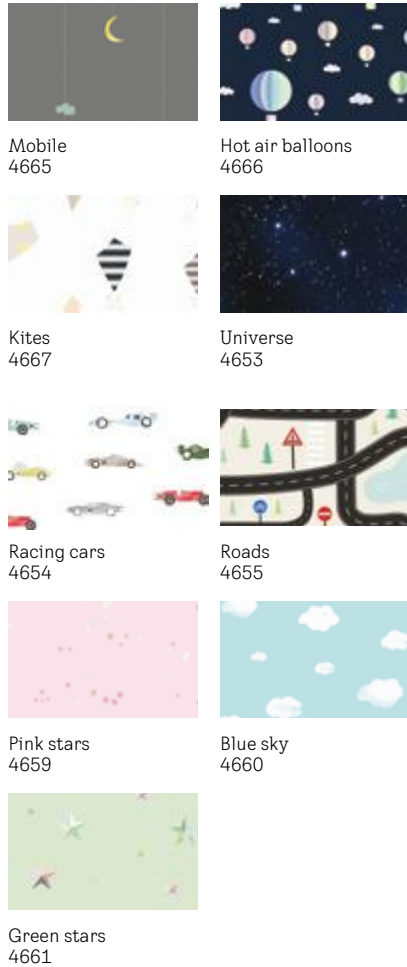 Mobile
4665
Hot air balloons
4666
Kites
4667
Universe
4653
Racing cars
4654
Roads
4655
Pink stars
4659
Blue sky
4660
Green stars
4661